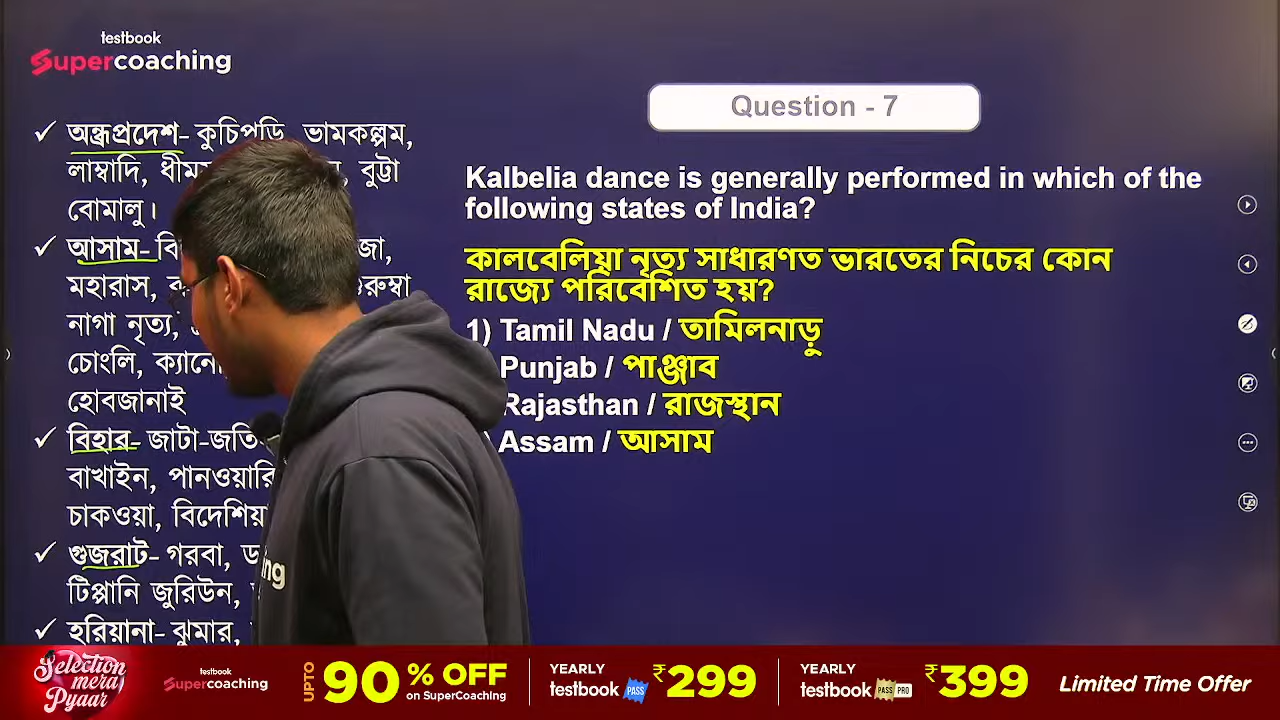 testbook
Supercoaching
Question - 7
✓ অন্ধ্রপ্রদেশ- কুচিপুড়ি, ভামকল্পম,
লাম্বাদি, বুট্টা
বোমালু।
✓ আসাম-
মহারাস,
নাগা নৃত্য,
চোংলি,
হোবজানাই
✓ বিহার- জাটা-জতি
বাখাইন,
চাকওয়া,
✓ গুজরাট- গরবা,
টিপ্পানি জুরিউন,
✓ হরিয়ানা- ঝুমার,
Kalbelia dance is generally performed in which of the
following states of India?
কালবেলিয়া নৃত্য সাধারণত ভারতের নিচের কোন
রাজ্যে পরিবেশিত হয়?
1) Tamil Nadu / তামিলনাড়ু
Punjab / পাঞ্জাব
Rajasthan / রাজস্থান
Assam / আসাম
Selection
mera
Pyaar
testbook
Supercoaching
UPTO 90% OFF
on SuperCoaching
YEARLY
testbook PASS ₹299
YEARLY
testbook PASS PRO ₹399
Limited Time Offer